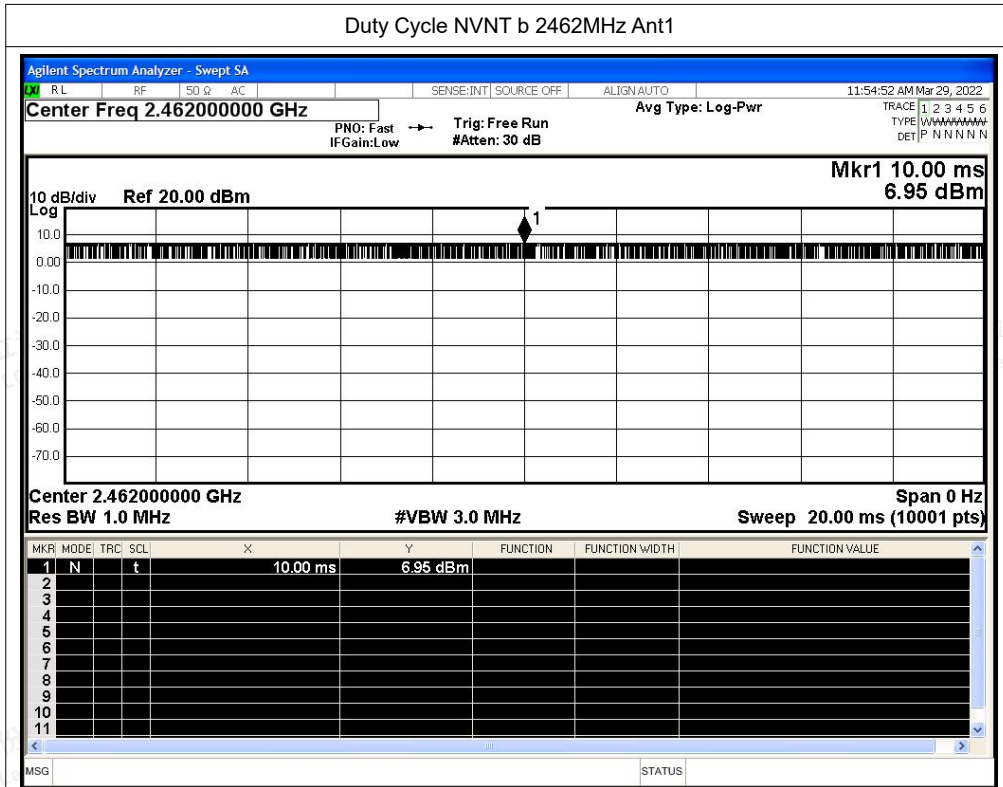 Duty Cycle NVNT b 2462MHz Ant1
Agilent Spectrum Analyzer - Swept SA
LXI RL RF 50 Ω AC SENSE:INT SOURCE OFF ALIGN AUTO 11:54:52 AM Mar 29, 2022
Center Freq 2.462000000 GHz Avg Type: Log-Pwr TRACE 1 2 3 4 5 6
PNO: Fast Trig: Free Run TYPE WWWWWW
IFGain:Low #Atten: 30 dB DET P N N N N N
Mkr1 10.00 ms
10 dB/div Ref 20.00 dBm 6.95 dBm
Log
1
10.0
0.00
-10.0
-20.0
-30.0
-40.0
-50.0
-60.0
-70.0
Center 2.462000000 GHz Span 0 Hz
Res BW 1.0 MHz #VBW 3.0 MHz Sweep 20.00 ms (10001 pts)
MKR MODE TRC SCL X Y FUNCTION FUNCTION WIDTH FUNCTION VALUE
1 N t 10.00 ms 6.95 dBm
2
3
4
5
6
7
8
9
10
11
MSG STATUS